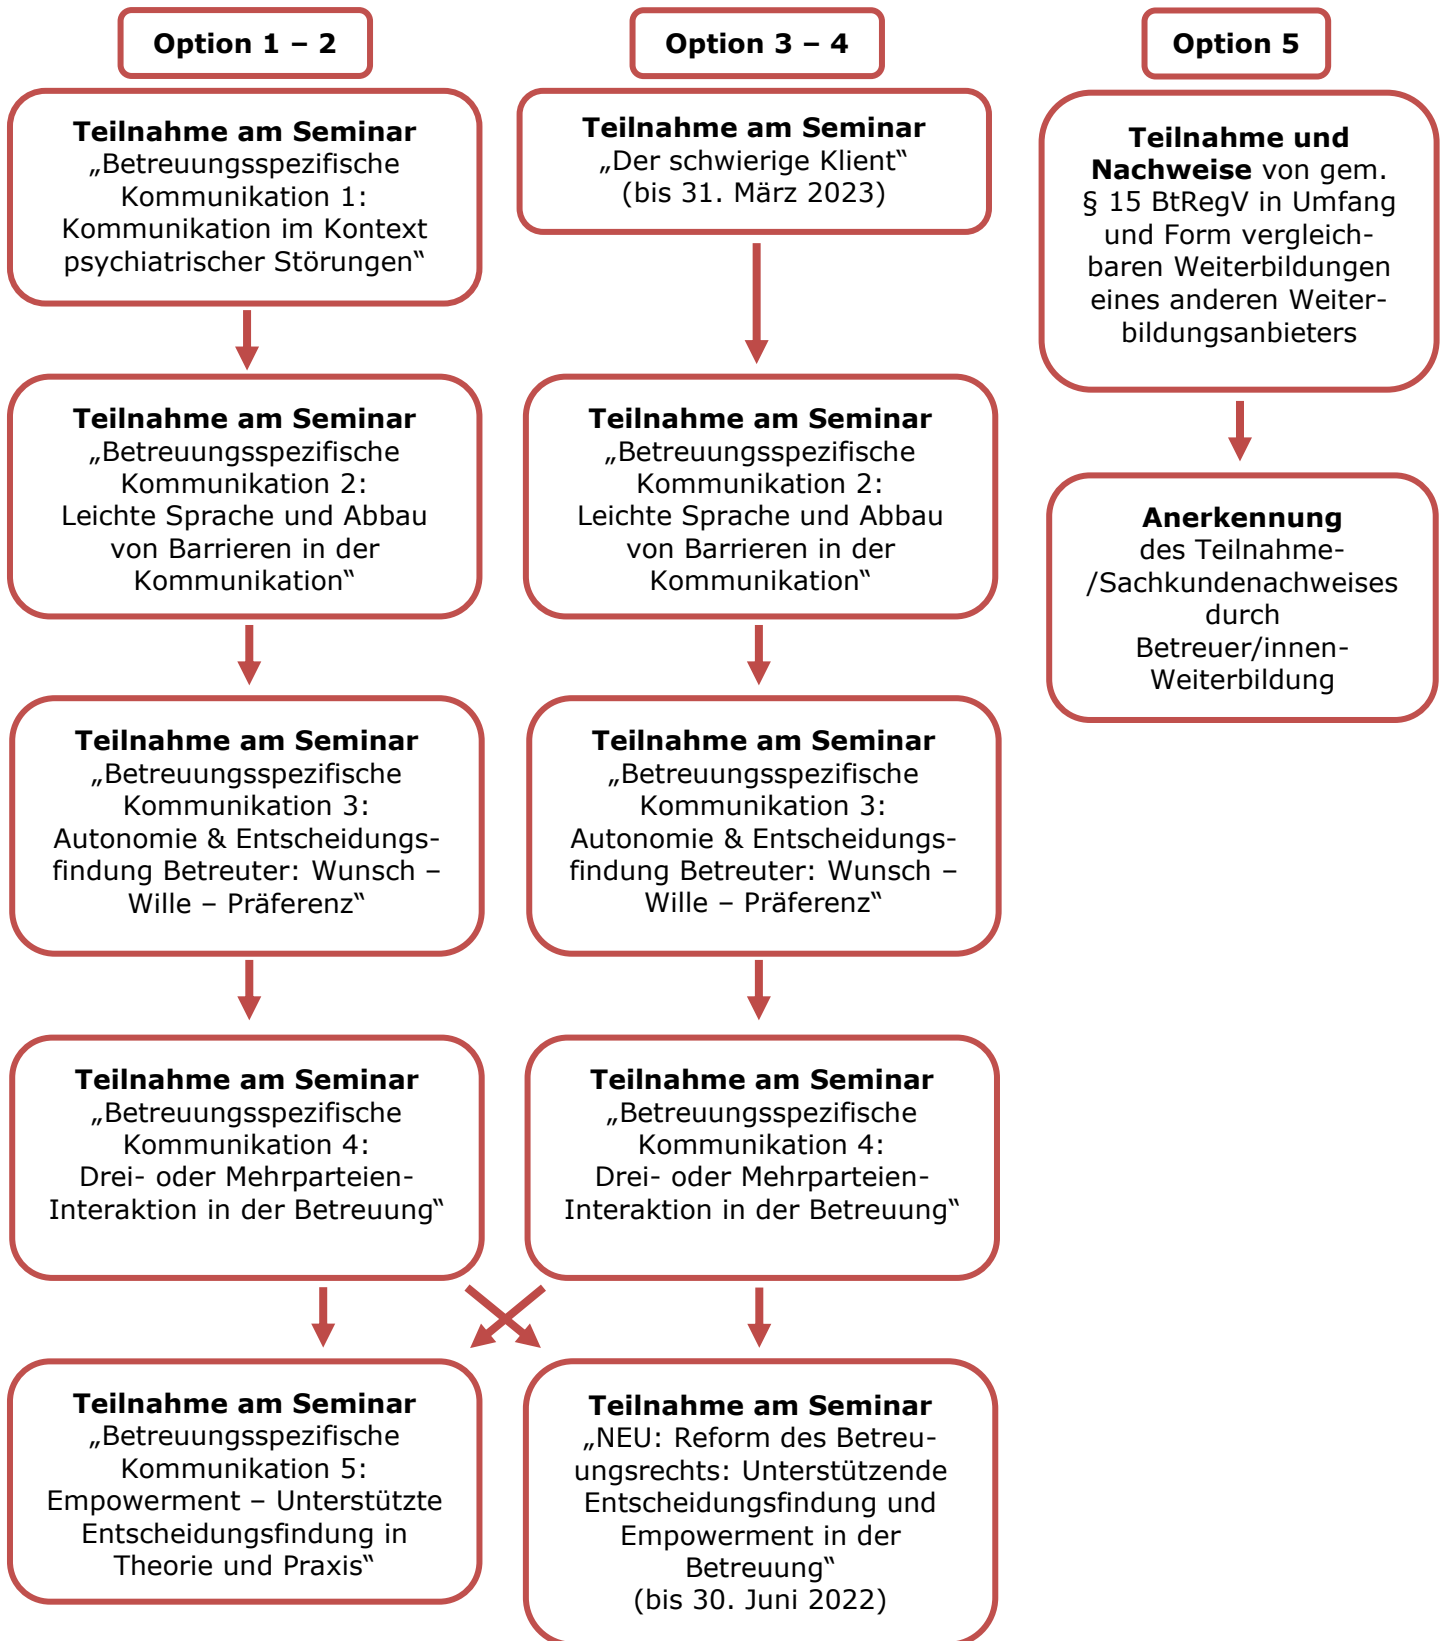 Option 1 – 2
Teilnahme am Seminar
„Betreuungsspezifische
Kommunikation 1:
Kommunikation im Kontext
psychiatrischer Störungen“
Teilnahme am Seminar
„Betreuungsspezifische
Kommunikation 2:
Leichte Sprache und Abbau
von Barrieren in der
Kommunikation“
Teilnahme am Seminar
„Betreuungsspezifische
Kommunikation 3:
Autonomie & Entscheidungs-
findung Betreuter: Wunsch –
Wille – Präferenz“
Teilnahme am Seminar
„Betreuungsspezifische
Kommunikation 4:
Drei- oder Mehrparteien-
Interaktion in der Betreuung“
Teilnahme am Seminar
„Betreuungsspezifische
Kommunikation 5:
Empowerment – Unterstützte
Entscheidungsfindung in
Theorie und Praxis“
Option 3 – 4
Teilnahme am Seminar
„Der schwierige Klient“
(bis 31. März 2023)
Teilnahme am Seminar
„Betreuungsspezifische
Kommunikation 2:
Leichte Sprache und Abbau
von Barrieren in der
Kommunikation“
Teilnahme am Seminar
„Betreuungsspezifische
Kommunikation 3:
Autonomie & Entscheidungs-
findung Betreuter: Wunsch –
Wille – Präferenz“
Teilnahme am Seminar
„Betreuungsspezifische
Kommunikation 4:
Drei- oder Mehrparteien-
Interaktion in der Betreuung“
Teilnahme am Seminar
„NEU: Reform des Betreu-
ungsrechts: Unterstützende
Entscheidungsfindung und
Empowerment in der
Betreuung“
(bis 30. Juni 2022)
Option 5
Teilnahme und
Nachweise von gem.
§ 15 BtRegV in Umfang
und Form vergleich-
baren Weiterbildungen
eines anderen Weiter-
bildungsanbieters
Anerkennung
des Teilnahme-
/Sachkundenachweises
durch
Betreuer/innen-
Weiterbildung